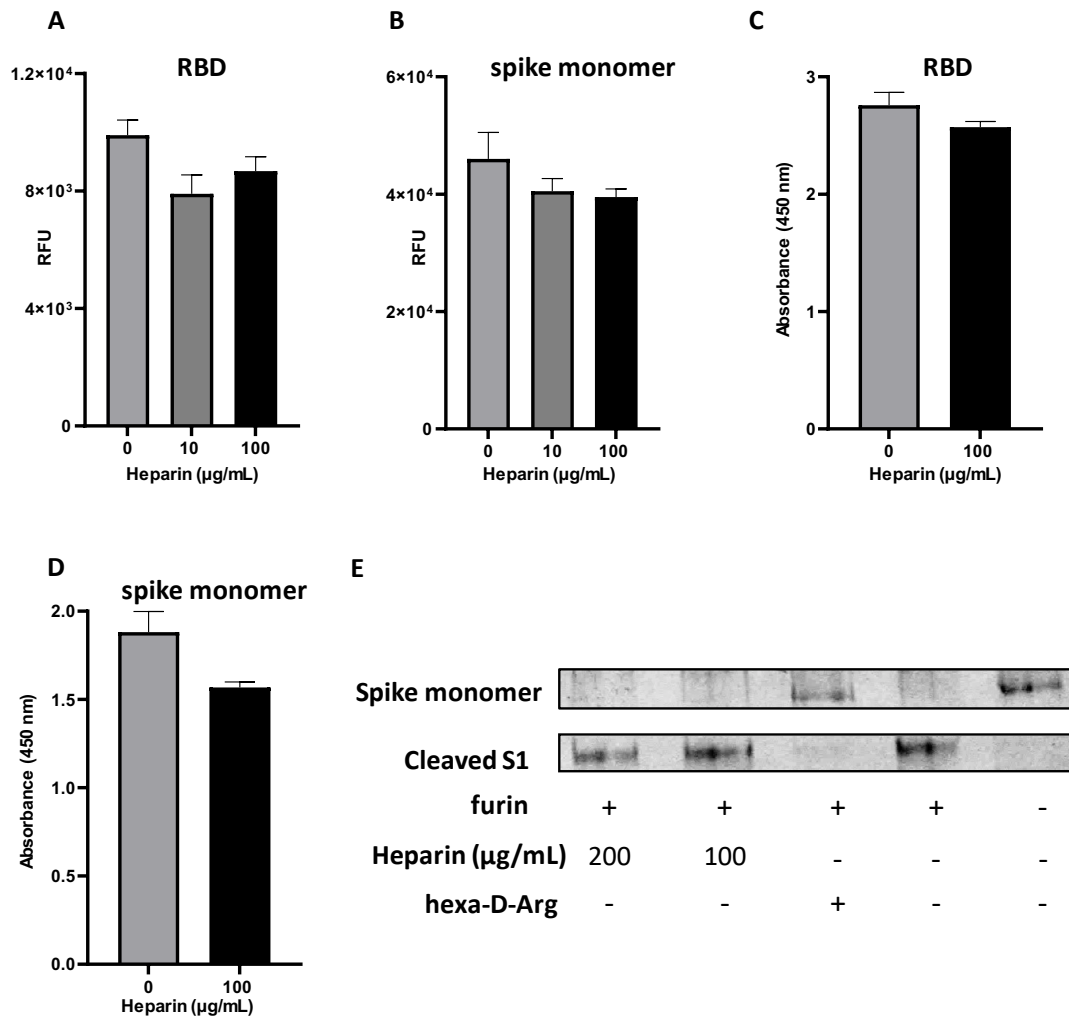 A
RBD
1.2×10⁴
8×10³
4×10³
0
RFU
0 10 100
Heparin (µg/mL)
B
spike monomer
6×10⁴
4×10⁴
2×10⁴
0
RFU
0 10 100
Heparin (µg/mL)
C
RBD
3
2
1
0
Absorbance (450 nm)
0 100
Heparin (µg/mL)
D
spike monomer
2.0
1.5
1.0
0.5
0.0
Absorbance (450 nm)
0 100
Heparin (µg/mL)
E
Spike monomer
Cleaved S1
furin + + + + -
Heparin (µg/mL) 200 100 - - -
hexa-D-Arg - - + - -